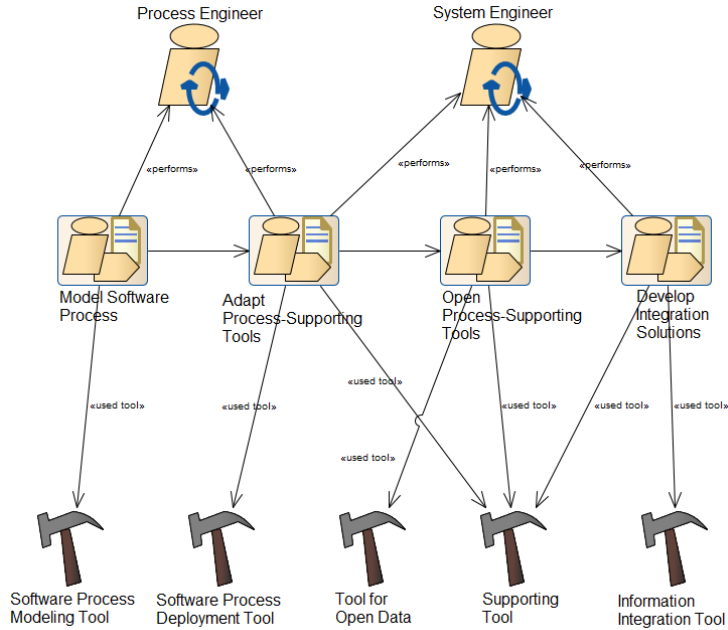 Process Engineer
System Engineer
«performs»
«performs»
«performs»
«performs»
«performs»
Model Software
Process
Adapt
Process-Supporting
Tools
Open
Process-Supporting
Tools
Develop
Integration
Solutions
«used tool»
«used tool»
«used tool»
«used tool»
«used tool»
«used tool»
«used tool»
Software Process
Modeling Tool
Software Process
Deployment Tool
Tool for
Open Data
Supporting
Tool
Information
Integration Tool